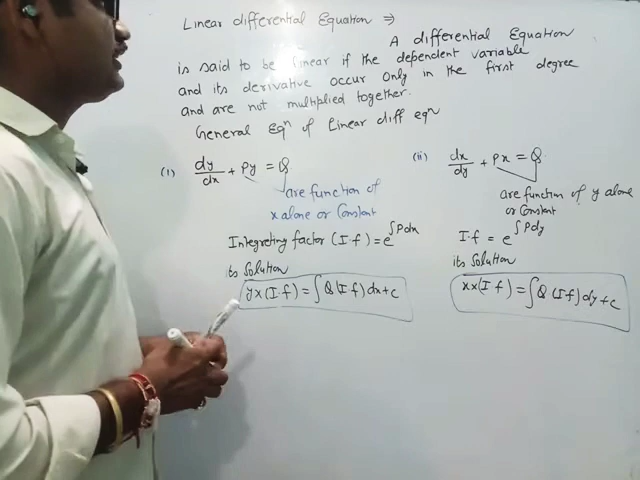 Linear differential Equation ⇒
A differential Equation
is said to be linear if the dependent variable
and its derivative occur only in the first degree
and are not multiplied together.
General Eqⁿ of Linear diff eqⁿ
(i) dy/dx + Py = Q
are function of
x alone or Constant
Integreting factor (I.f) = e^∫Pdx
its Solution
y×(I.f) = ∫Q(I.f)dx+c
(ii) dx/dy + Px = Q
are function of y alone
or Constant
I.f = e^∫Pdy
its Solution
x×(I.f) = ∫Q(I.f)dy+c